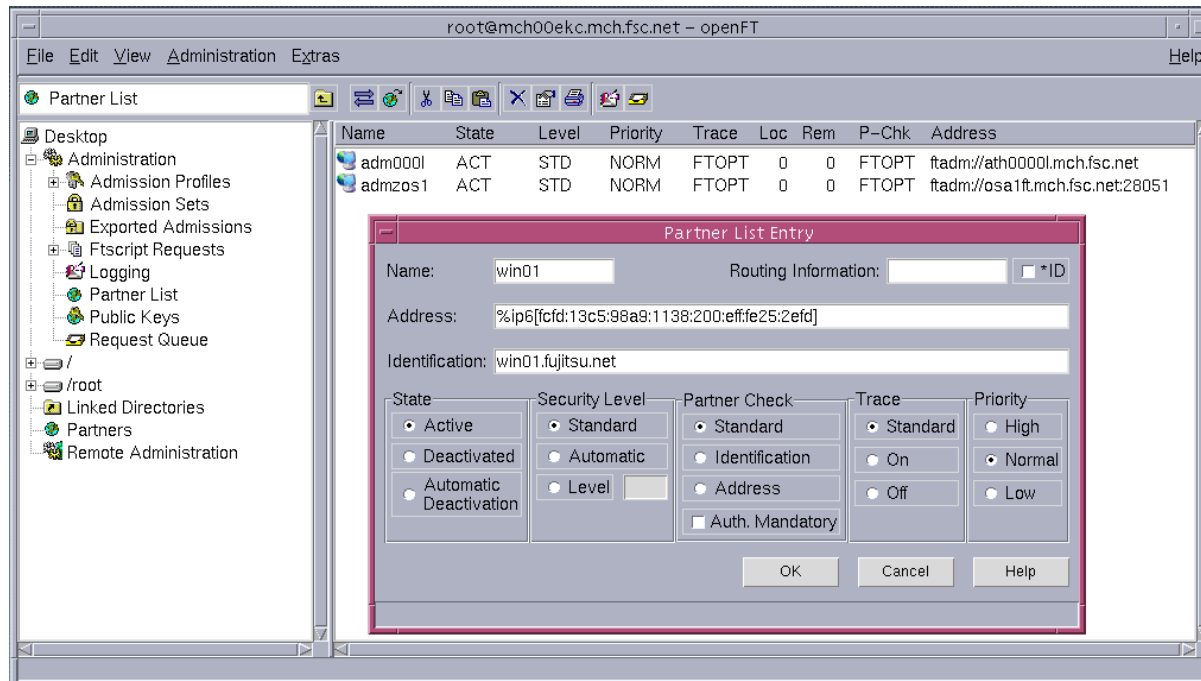 root@mch00ekc.mch.fsc.net – openFT
File Edit View Administration Extras Help
Partner List
Desktop
Administration
Admission Profiles
Admission Sets
Exported Admissions
Ftscript Requests
Logging
Partner List
Public Keys
Request Queue
/
/root
Linked Directories
Partners
Remote Administration
Name State Level Priority Trace Loc Rem P-Chk Address
adm000l ACT STD NORM FTOPT 0 0 FTOPT ftadm://ath0000l.mch.fsc.net
admzos1 ACT STD NORM FTOPT 0 0 FTOPT ftadm://osa1ft.mch.fsc.net:28051
Partner List Entry
Name: win01 Routing Information: *ID
Address: %ip6[fcfd:13c5:98a9:1138:200:eff:fe25:2efd]
Identification: win01.fujitsu.net
State
Active
Deactivated
Automatic
Deactivation
Security Level
Standard
Automatic
Level
Partner Check
Standard
Identification
Address
Auth. Mandatory
Trace
Standard
On
Off
Priority
High
Normal
Low
OK Cancel Help